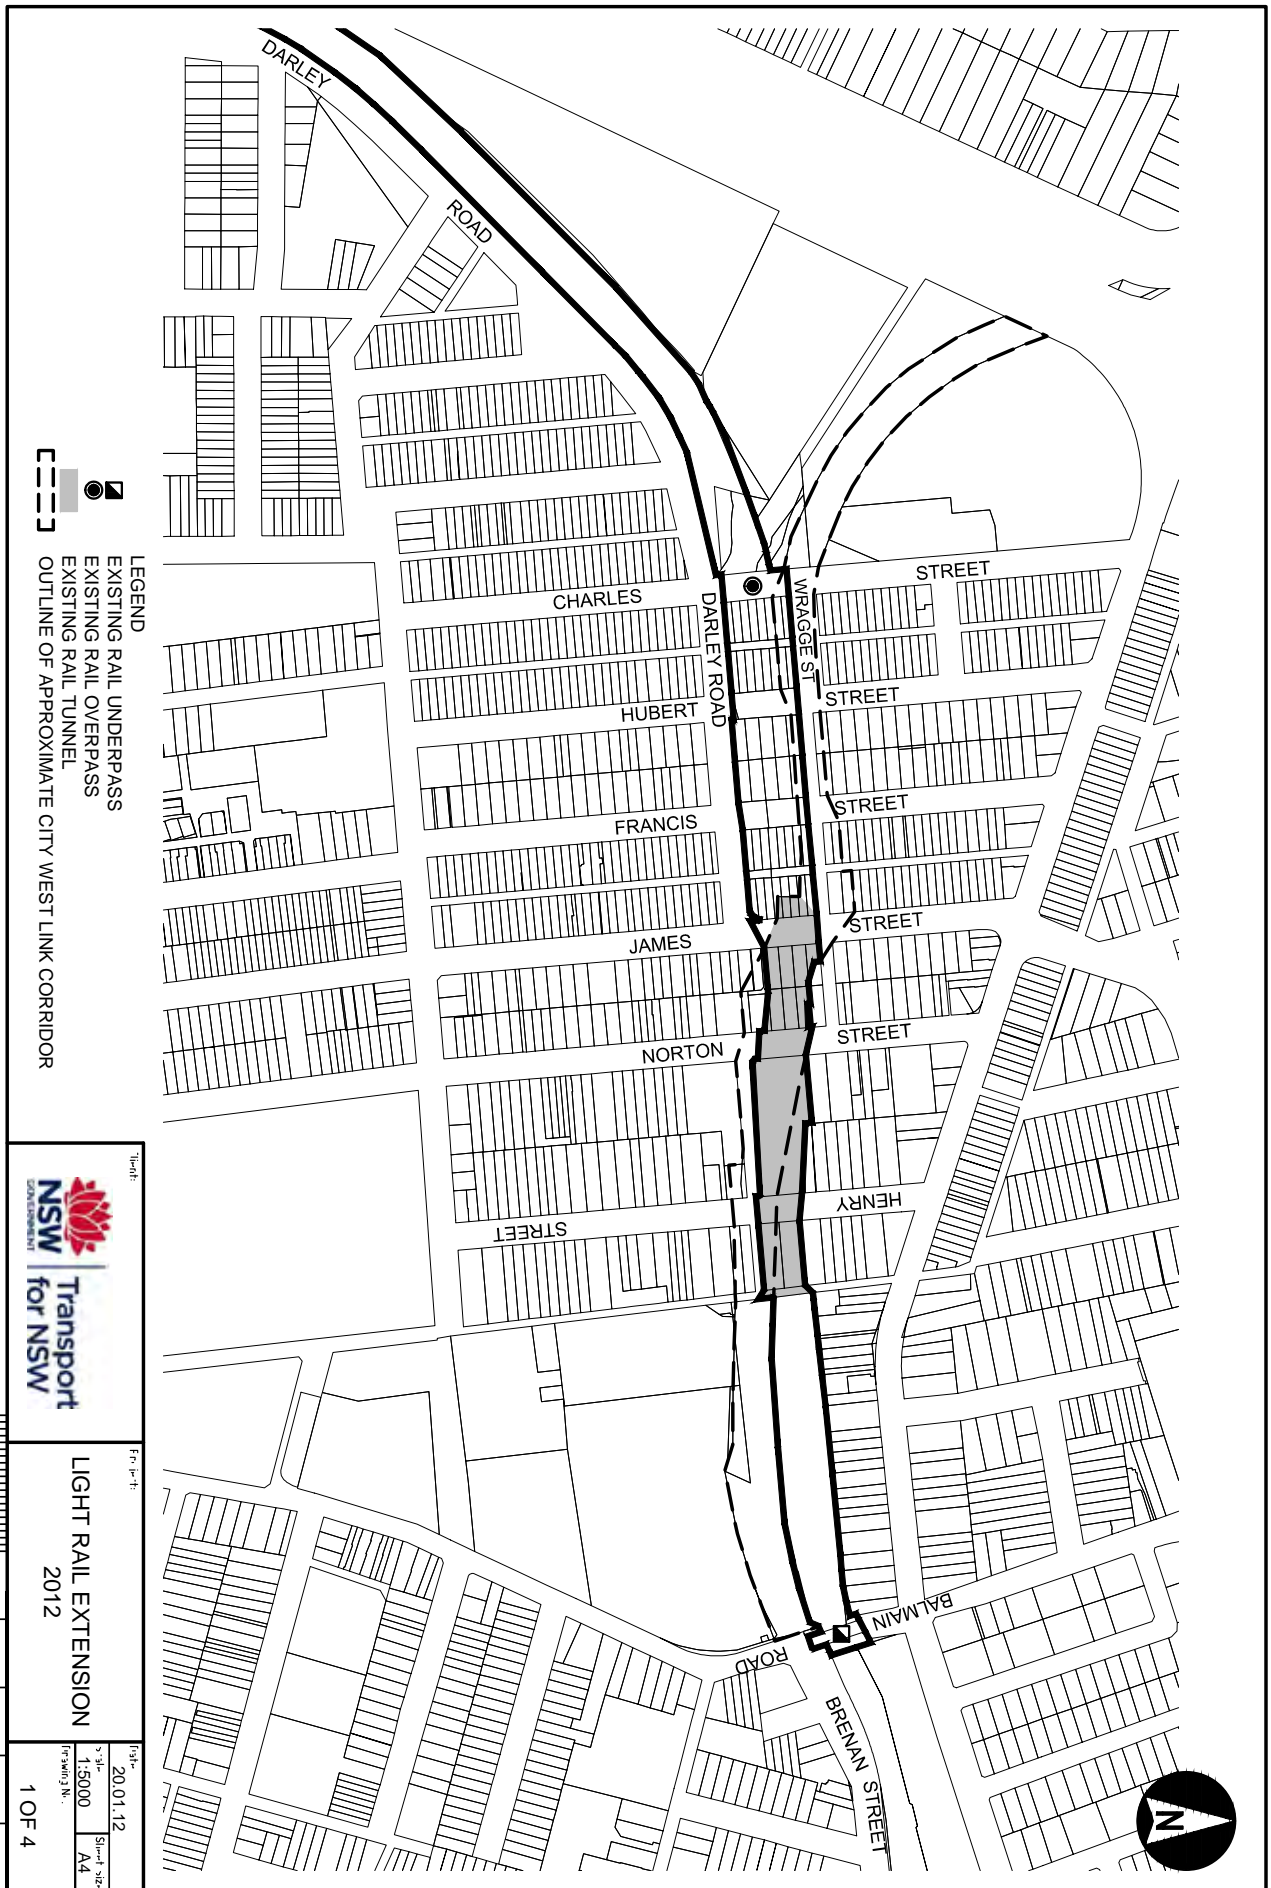 DARLEY
ROAD
CHARLES
STREET
DARLEY ROAD
WRAGGE ST
HUBERT
STREET
FRANCIS
STREET
JAMES
STREET
NORTON
STREET
HENRY
STREET
BALMAIN
ROAD
BRENAN STREET
N
LEGEND
EXISTING RAIL UNDERPASS
EXISTING RAIL OVERPASS
EXISTING RAIL TUNNEL
OUTLINE OF APPROXIMATE CITY WEST LINK CORRIDOR
NSW
GOVERNMENT
Transport
for NSW
LIGHT RAIL EXTENSION
2012
20.01.12
1:5000
A4
1 OF 4